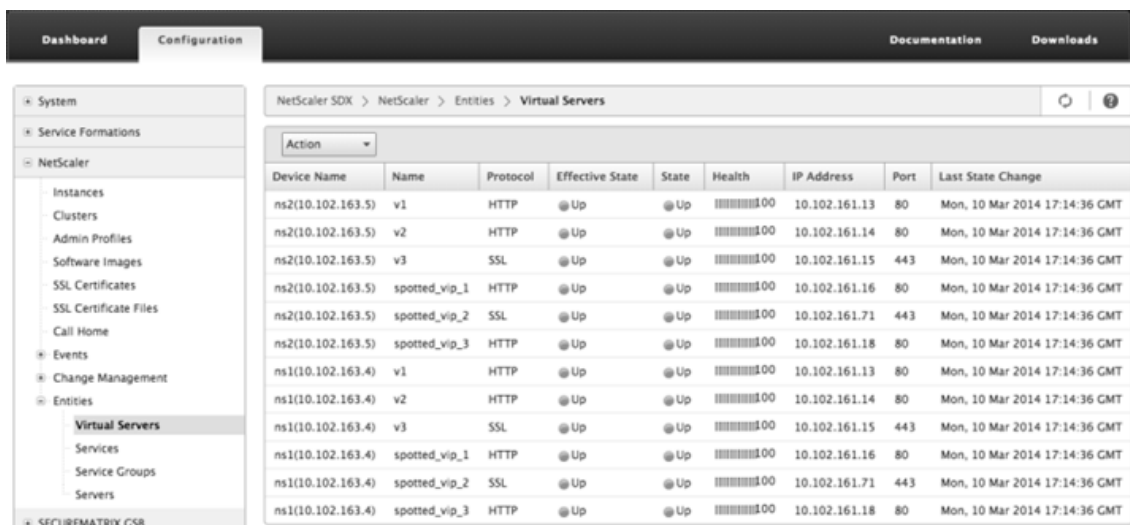 Dashboard Configuration Documentation Downloads
System
Service Formations
NetScaler
Instances
Clusters
Admin Profiles
Software Images
SSL Certificates
SSL Certificate Files
Call Home
Events
Change Management
Entities
Virtual Servers
Services
Service Groups
Servers
SECUREMATRIX GSB
NetScaler SDX > NetScaler > Entities > Virtual Servers
Action
Device Name Name Protocol Effective State State Health IP Address Port Last State Change
ns2(10.102.163.5) v1 HTTP Up Up 100 10.102.161.13 80 Mon, 10 Mar 2014 17:14:36 GMT
ns2(10.102.163.5) v2 HTTP Up Up 100 10.102.161.14 80 Mon, 10 Mar 2014 17:14:36 GMT
ns2(10.102.163.5) v3 SSL Up Up 100 10.102.161.15 443 Mon, 10 Mar 2014 17:14:36 GMT
ns2(10.102.163.5) spotted_vip_1 HTTP Up Up 100 10.102.161.16 80 Mon, 10 Mar 2014 17:14:36 GMT
ns2(10.102.163.5) spotted_vip_2 SSL Up Up 100 10.102.161.71 443 Mon, 10 Mar 2014 17:14:36 GMT
ns2(10.102.163.5) spotted_vip_3 HTTP Up Up 100 10.102.161.18 80 Mon, 10 Mar 2014 17:14:36 GMT
ns1(10.102.163.4) v1 HTTP Up Up 100 10.102.161.13 80 Mon, 10 Mar 2014 17:14:36 GMT
ns1(10.102.163.4) v2 HTTP Up Up 100 10.102.161.14 80 Mon, 10 Mar 2014 17:14:36 GMT
ns1(10.102.163.4) v3 SSL Up Up 100 10.102.161.15 443 Mon, 10 Mar 2014 17:14:36 GMT
ns1(10.102.163.4) spotted_vip_1 HTTP Up Up 100 10.102.161.16 80 Mon, 10 Mar 2014 17:14:36 GMT
ns1(10.102.163.4) spotted_vip_2 SSL Up Up 100 10.102.161.71 443 Mon, 10 Mar 2014 17:14:36 GMT
ns1(10.102.163.4) spotted_vip_3 HTTP Up Up 100 10.102.161.18 80 Mon, 10 Mar 2014 17:14:36 GMT